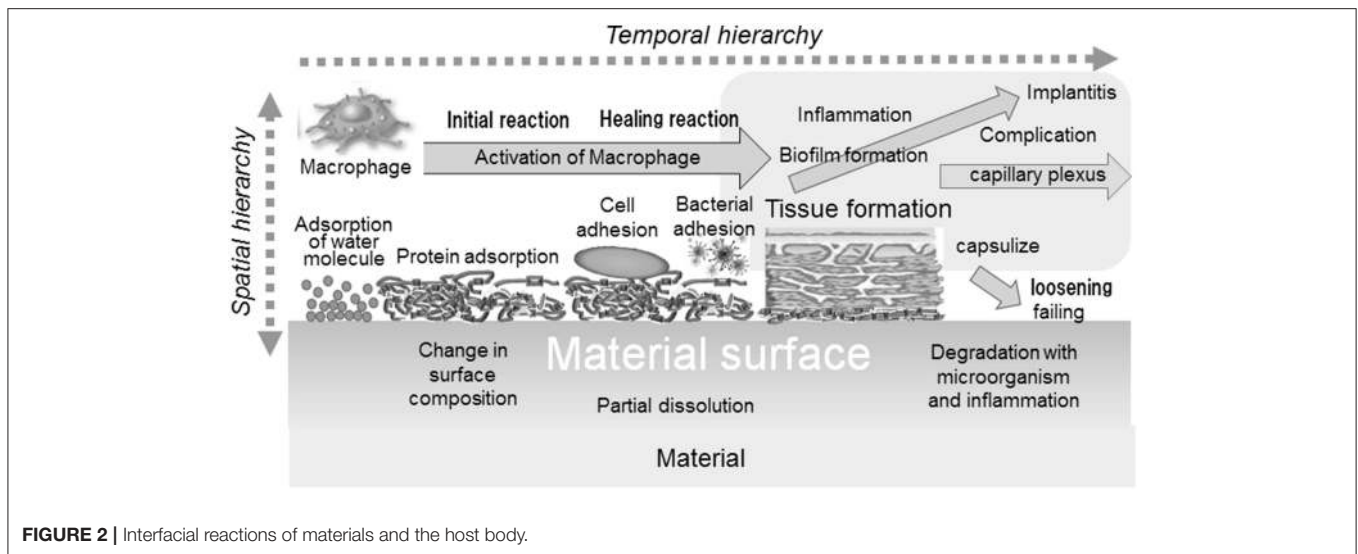 Temporal hierarchy
Spatial hierarchy
Macrophage
Initial reaction
Healing reaction
Activation of Macrophage
Inflammation
Biofilm formation
Implantitis
Complication
capillary plexus
Adsorption
of water
molecule
Protein adsorption
Cell
adhesion
Bacterial
adhesion
Tissue formation
capsulize
loosening
failing
Material surface
Change in
surface
composition
Partial dissolution
Degradation with
microorganism
and inflammation
Material
FIGURE 2 | Interfacial reactions of materials and the host body.